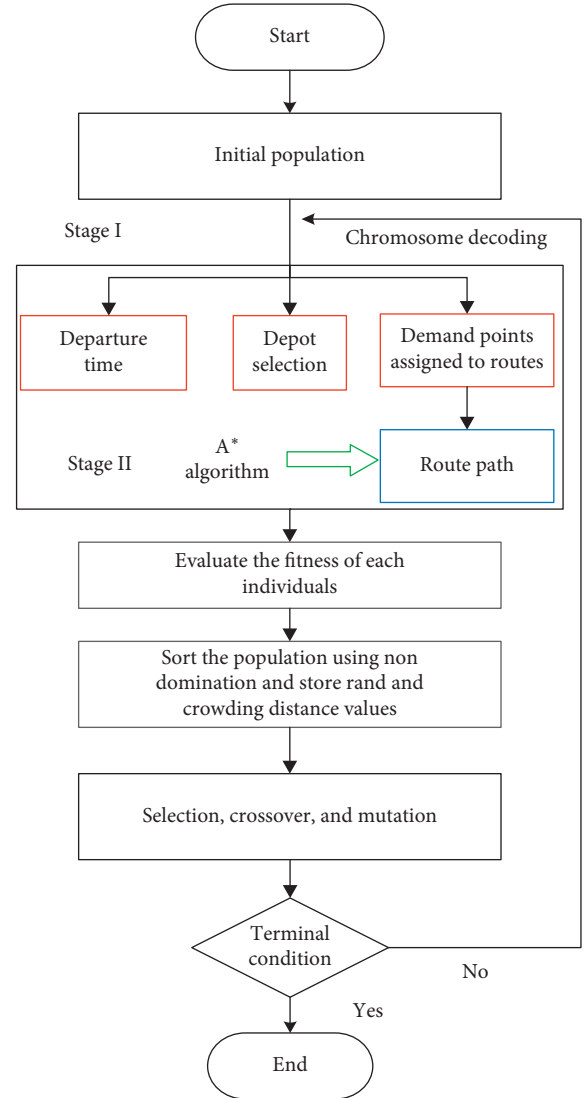 Start
Initial population
Stage I
Chromosome decoding
Departure
time
Depot
selection
Demand points
assigned to routes
Stage II
A*
algorithm
Route path
Evaluate the fitness of each
individuals
Sort the population using non
domination and store rand and
crowding distance values
Selection, crossover, and mutation
Terminal
condition
No
Yes
End